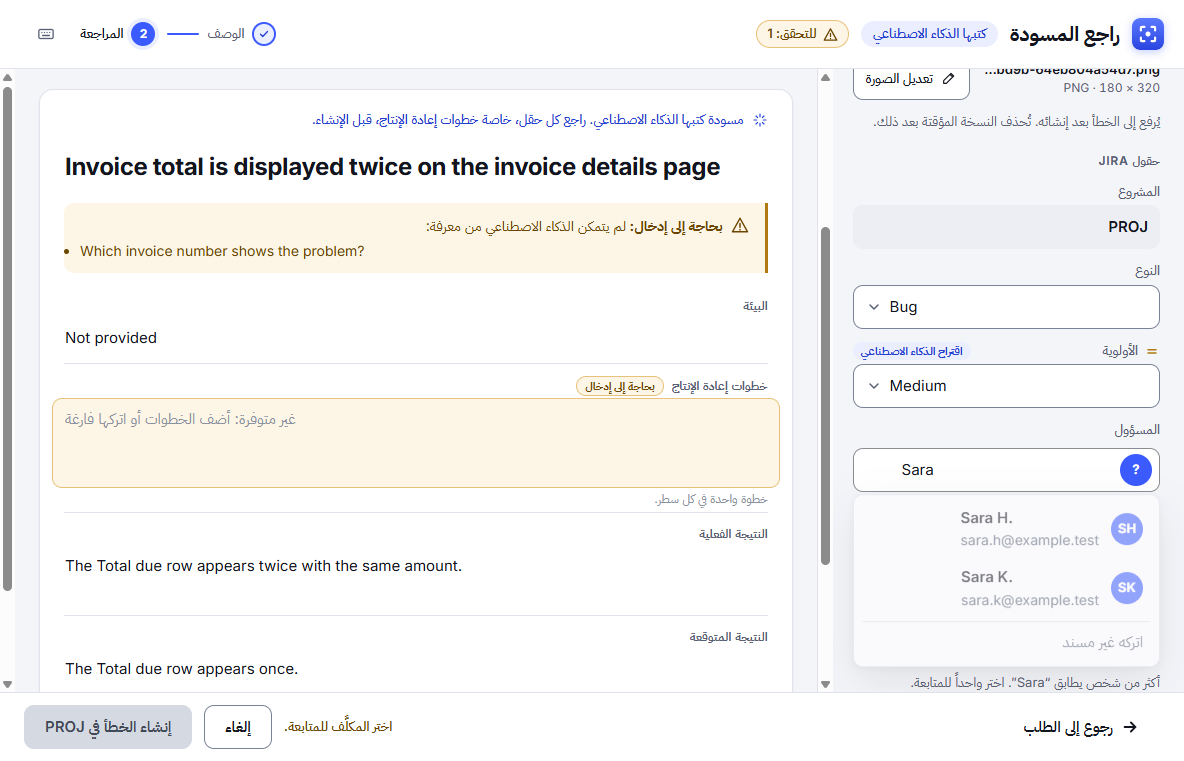 راجع المسودة
كتبها الذكاء الاصطناعي
للتحقق: 1
الوصف
2 المراجعة
...bd9b-64eb804a54d7.png
PNG · 180 × 320
تعديل الصورة
يُرفع إلى الخطأ بعد إنشائه. تُحذف النسخة المؤقتة بعد ذلك.
حقول JIRA
المشروع
PROJ
النوع
Bug
الأولوية
اقتراح الذكاء الاصطناعي
Medium
المسؤول
?
Sara
SH
Sara H.
sara.h@example.test
SK
Sara K.
sara.k@example.test
اتركه غير مسند
أكثر من شخص يطابق “Sara”. اختر واحداً للمتابعة.
مسودة كتبها الذكاء الاصطناعي. راجع كل حقل، خاصة خطوات إعادة الإنتاج، قبل الإنشاء.
Invoice total is displayed twice on the invoice details page
بحاجة إلى إدخال: لم يتمكن الذكاء الاصطناعي من معرفة:
• Which invoice number shows the problem?
البيئة
Not provided
خطوات إعادة الإنتاج
بحاجة إلى إدخال
غير متوفرة: أضف الخطوات أو اتركها فارغة
خطوة واحدة في كل سطر.
النتيجة الفعلية
The Total due row appears twice with the same amount.
النتيجة المتوقعة
The Total due row appears once.
رجوع إلى الطلب
اختر المكلَّف للمتابعة.
إلغاء
إنشاء الخطأ في PROJ